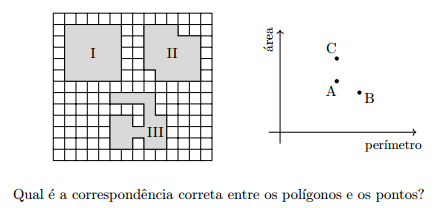 I
II
III
área
C
A
B
perímetro
Qual é a correspondência correta entre os polígonos e os pontos?